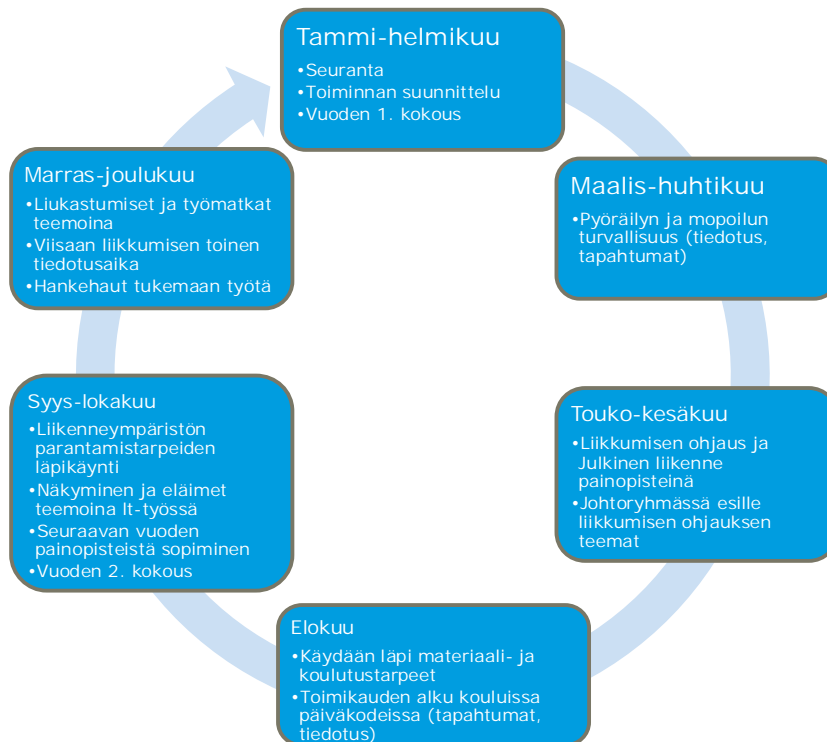 Tammi-helmikuu
•Seuranta
•Toiminnan suunnittelu
•Vuoden 1. kokous
Maalis-huhtikuu
•Pyöräilyn ja mopoilun
turvallisuus (tiedotus,
tapahtumat)
Touko-kesäkuu
•Liikkumisen ohjaus ja
Julkinen liikenne
painopisteinä
•Johtoryhmässä esille
liikkumisen ohjauksen
teemat
Elokuu
•Käydään läpi materiaali- ja
koulutustarpeet
•Toimikauden alku kouluissa
päiväkodeissa (tapahtumat,
tiedotus)
Syys-lokakuu
•Liikenneympäristön
parantamistarpeiden
läpikäynti
•Näkyminen ja eläimet
teemoina lt-työssä
•Seuraavan vuoden
painopisteistä sopiminen
•Vuoden 2. kokous
Marras-joulukuu
•Liukastumiset ja työmatkat
teemoina
•Viisaan liikkumisen toinen
tiedotusaika
•Hankehaut tukemaan työtä